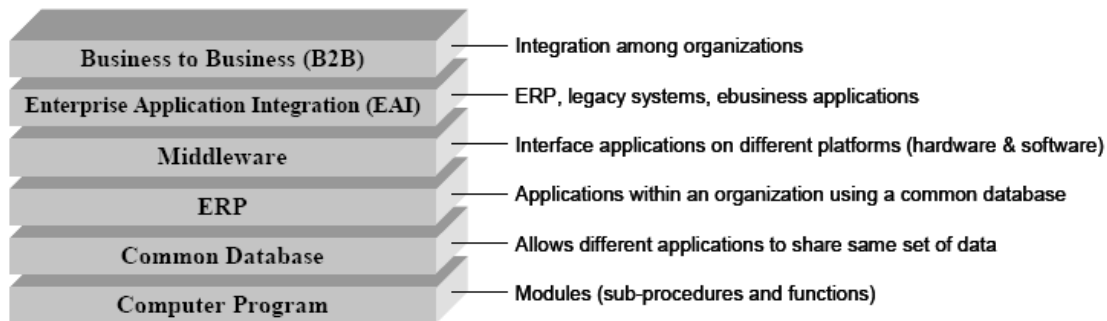 Business to Business (B2B)
Integration among organizations
Enterprise Application Integration (EAI)
ERP, legacy systems, ebusiness applications
Middleware
Interface applications on different platforms (hardware & software)
ERP
Applications within an organization using a common database
Common Database
Allows different applications to share same set of data
Computer Program
Modules (sub-procedures and functions)